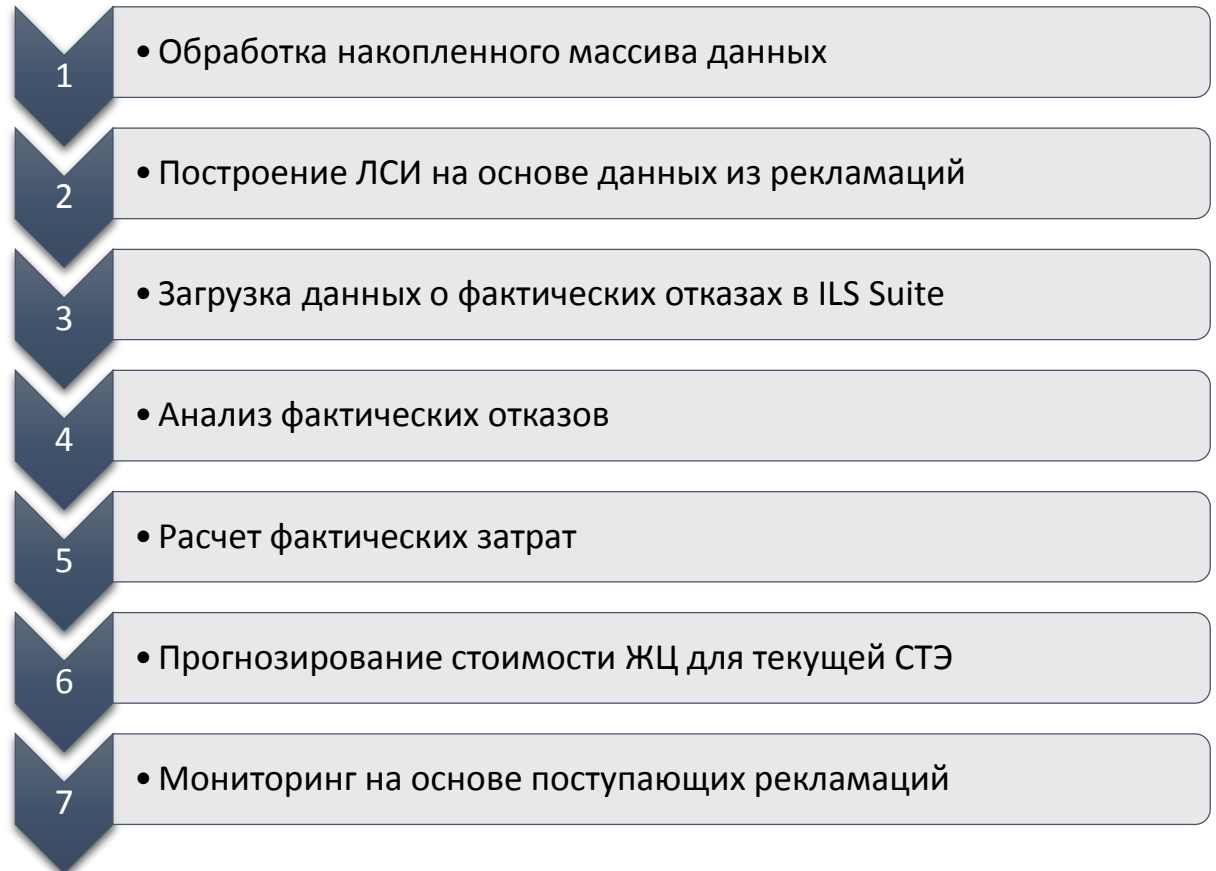 1
• Обработка накопленного массива данных
2
• Построение ЛСИ на основе данных из рекламаций
3
• Загрузка данных о фактических отказах в ILS Suite
4
• Анализ фактических отказов
5
• Расчет фактических затрат
6
• Прогнозирование стоимости ЖЦ для текущей СТЭ
7
• Мониторинг на основе поступающих рекламаций